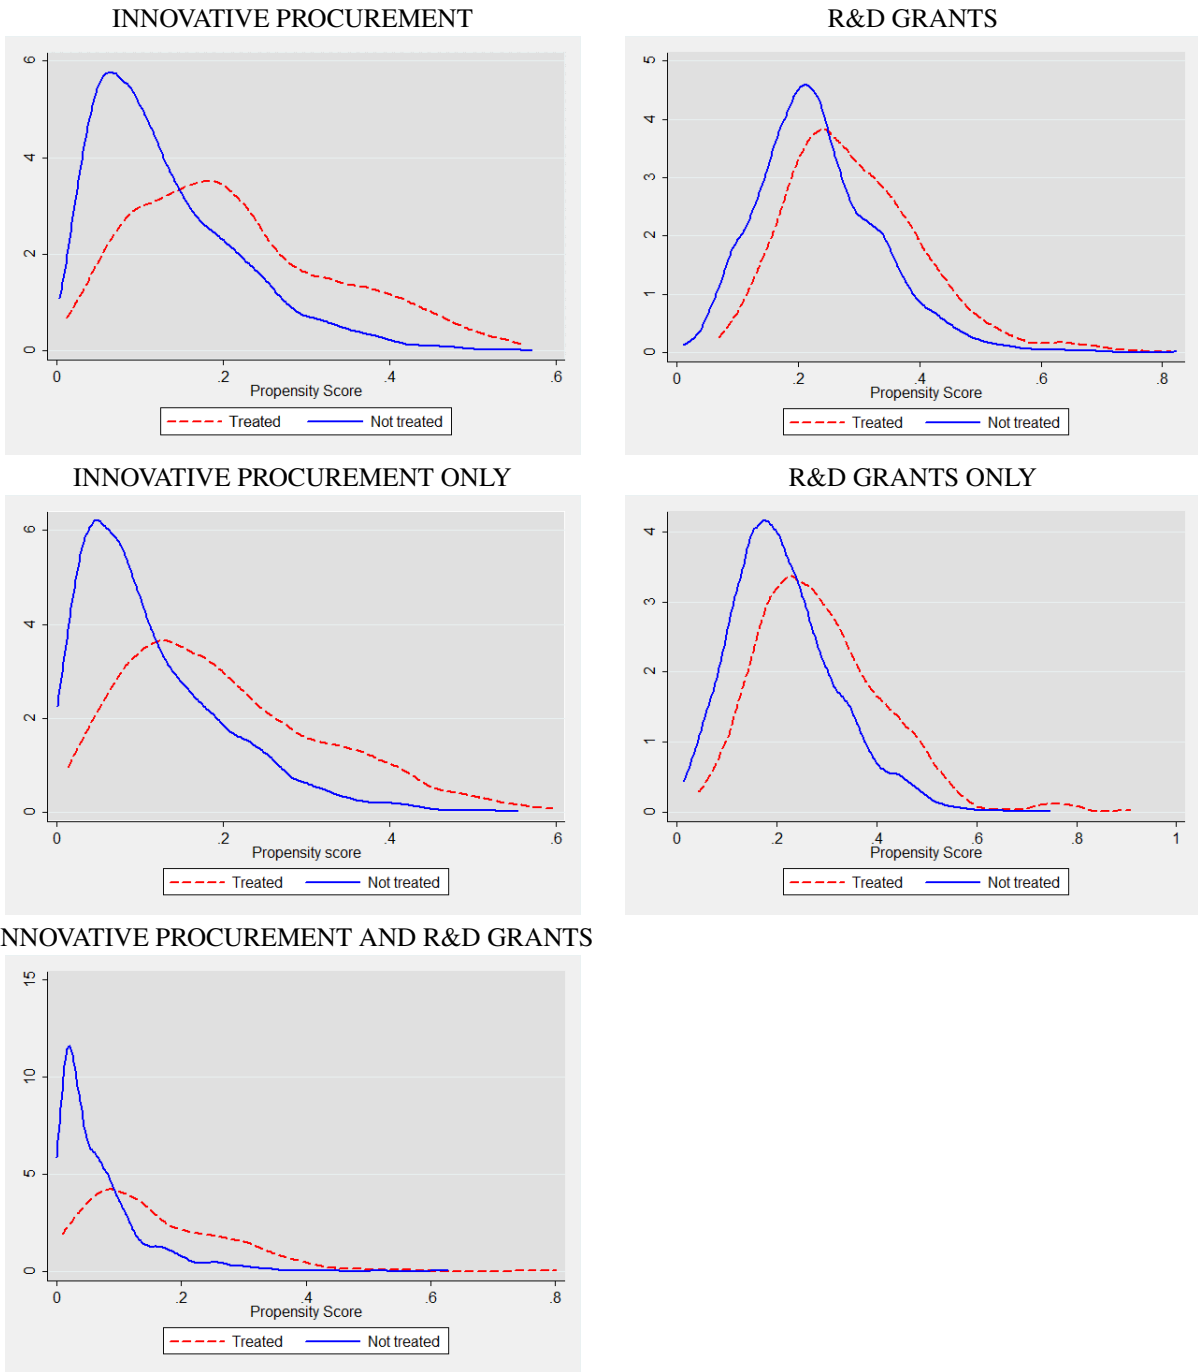 INNOVATIVE PROCUREMENT
6
4
2
0
0 .2 .4 .6
Propensity Score
Treated Not treated
R&D GRANTS
5
4
3
2
1
0
0 .2 .4 .6 .8
Propensity Score
Treated Not treated
INNOVATIVE PROCUREMENT ONLY
6
4
2
0
0 .2 .4 .6
Propensity score
Treated Not treated
R&D GRANTS ONLY
4
3
2
1
0
0 .2 .4 .6 .8 1
Propensity Score
Treated Not treated
NNOVATIVE PROCUREMENT AND R&D GRANTS
15
10
5
0
0 .2 .4 .6 .8
Propensity Score
Treated Not treated